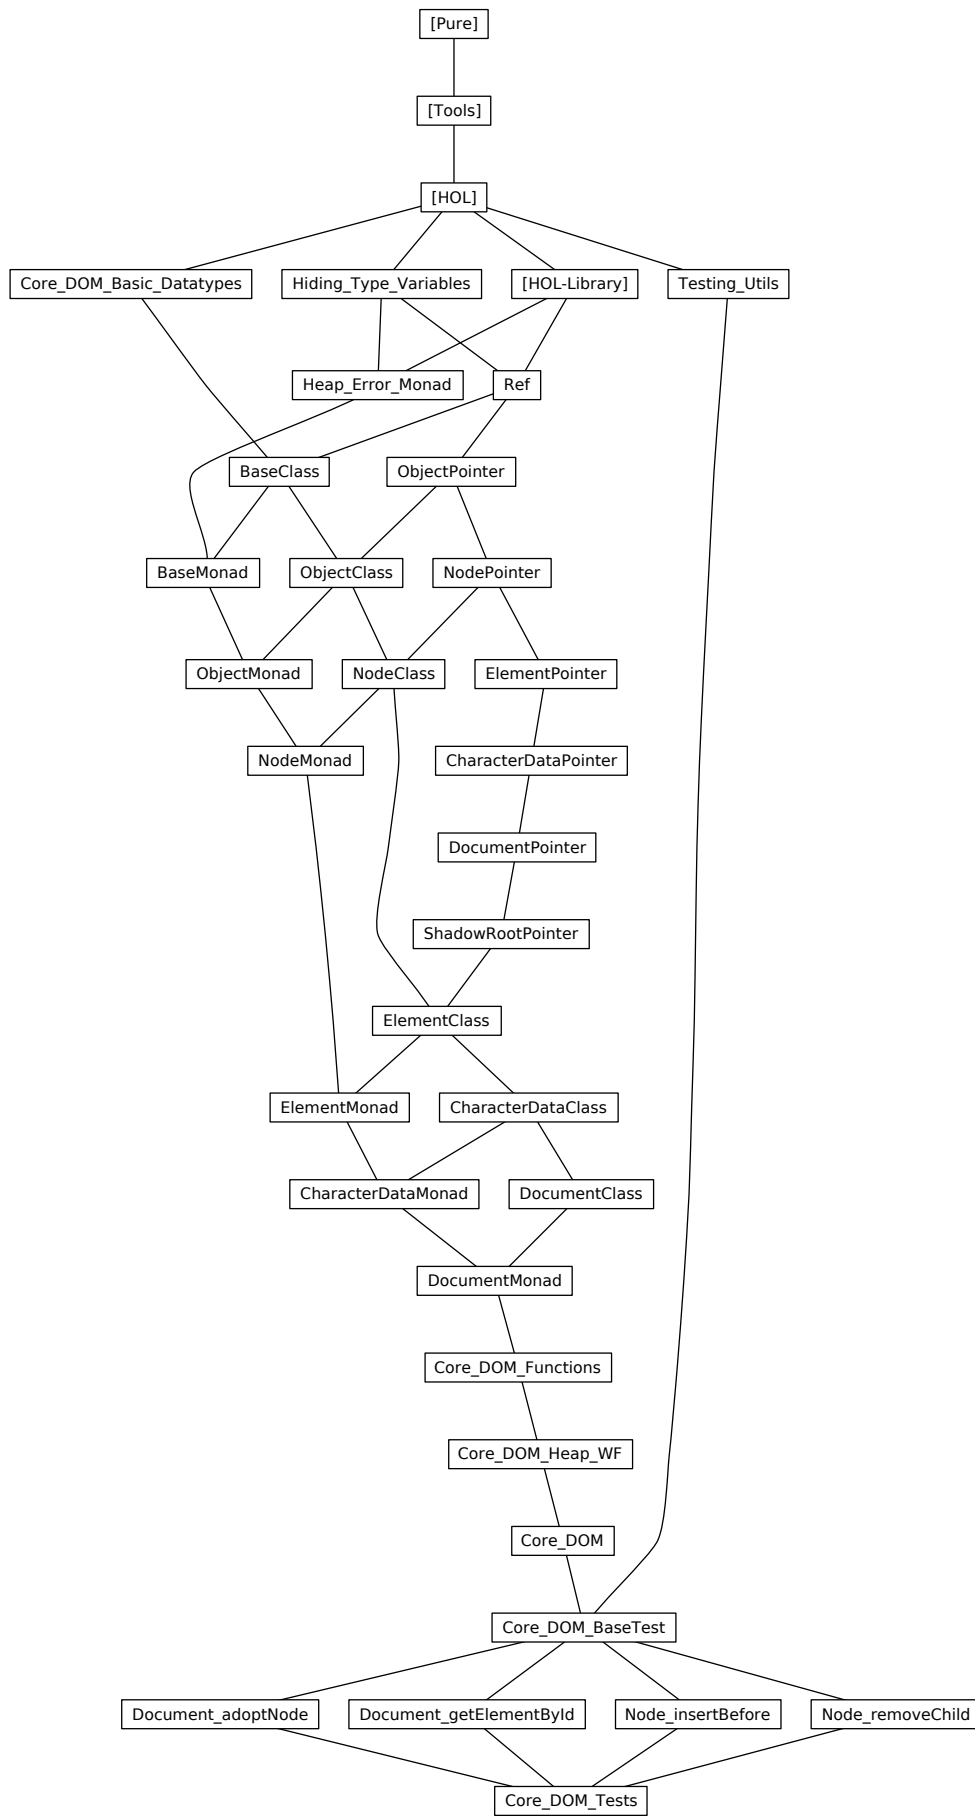 [Pure]
[Tools]
[HOL]
Core_DOM_Basic_Datatypes
Hiding_Type_Variables
[HOL-Library]
Testing_Utils
Heap_Error_Monad
Ref
BaseClass
ObjectPointer
BaseMonad
ObjectClass
NodePointer
ObjectMonad
NodeClass
ElementPointer
NodeMonad
CharacterDataPointer
DocumentPointer
ShadowRootPointer
ElementClass
ElementMonad
CharacterDataClass
CharacterDataMonad
DocumentClass
DocumentMonad
Core_DOM_Functions
Core_DOM_Heap_WF
Core_DOM
Core_DOM_BaseTest
Document_adoptNode
Document_getElementById
Node_insertBefore
Node_removeChild
Core_DOM_Tests